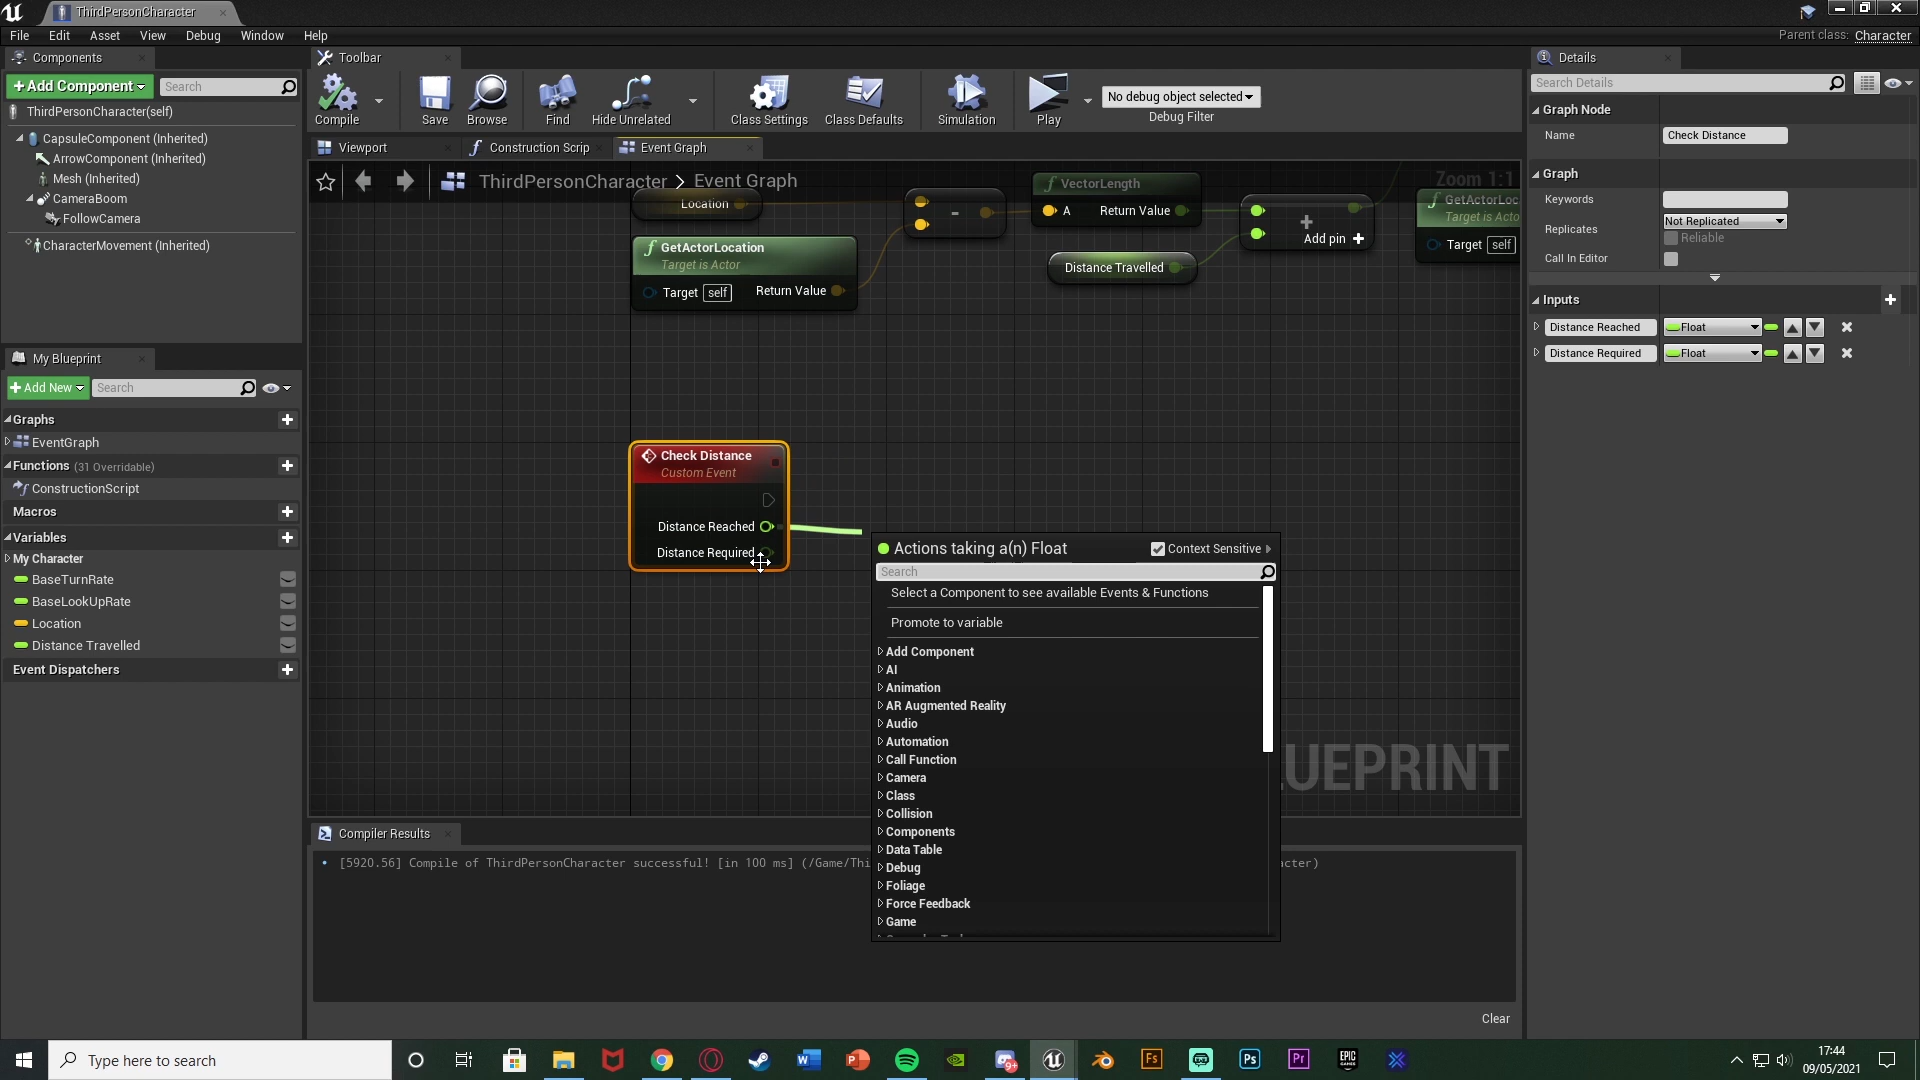 ThirdPersonCharacter
File Edit Asset View Debug Window Help
Parent class: Character
Components
+Add Component
Search
ThirdPersonCharacter(self)
CapsuleComponent (Inherited)
ArrowComponent (Inherited)
Mesh (Inherited)
CameraBoom
FollowCamera
CharacterMovement (Inherited)
My Blueprint
+Add New
Search
Graphs
EventGraph
Functions (31 Overridable)
ConstructionScript
Macros
Variables
My Character
BaseTurnRate
BaseLookUpRate
Location
Distance Travelled
Event Dispatchers
Toolbar
Compile Save Browse Find Hide Unrelated Class Settings Class Defaults Simulation Play
No debug object selected
Debug Filter
Viewport Construction Scrip Event Graph
ThirdPersonCharacter > Event Graph
Zoom 1:1
Location
GetActorLocation
Target is Actor
Target self Return Value
-
VectorLength
A Return Value
Distance Travelled
+
Add pin +
GetActorLoc
Target is Acto
Target self
Check Distance
Custom Event
Distance Reached
Distance Required
Actions taking a(n) Float
Context Sensitive
Search
Select a Component to see available Events & Functions
Promote to variable
Add Component
AI
Animation
AR Augmented Reality
Audio
Automation
Call Function
Camera
Class
Collision
Components
Data Table
Debug
Foliage
Force Feedback
Game
UEPRINT
Compiler Results
[5920.56] Compile of ThirdPersonCharacter successful! [in 100 ms] (/Game/Thi
acter)
Clear
Details
Search Details
Graph Node
Name Check Distance
Graph
Keywords
Replicates Not Replicated
Reliable
Call In Editor
Inputs
Distance Reached Float
Distance Required Float
Type here to search
17:44
09/05/2021